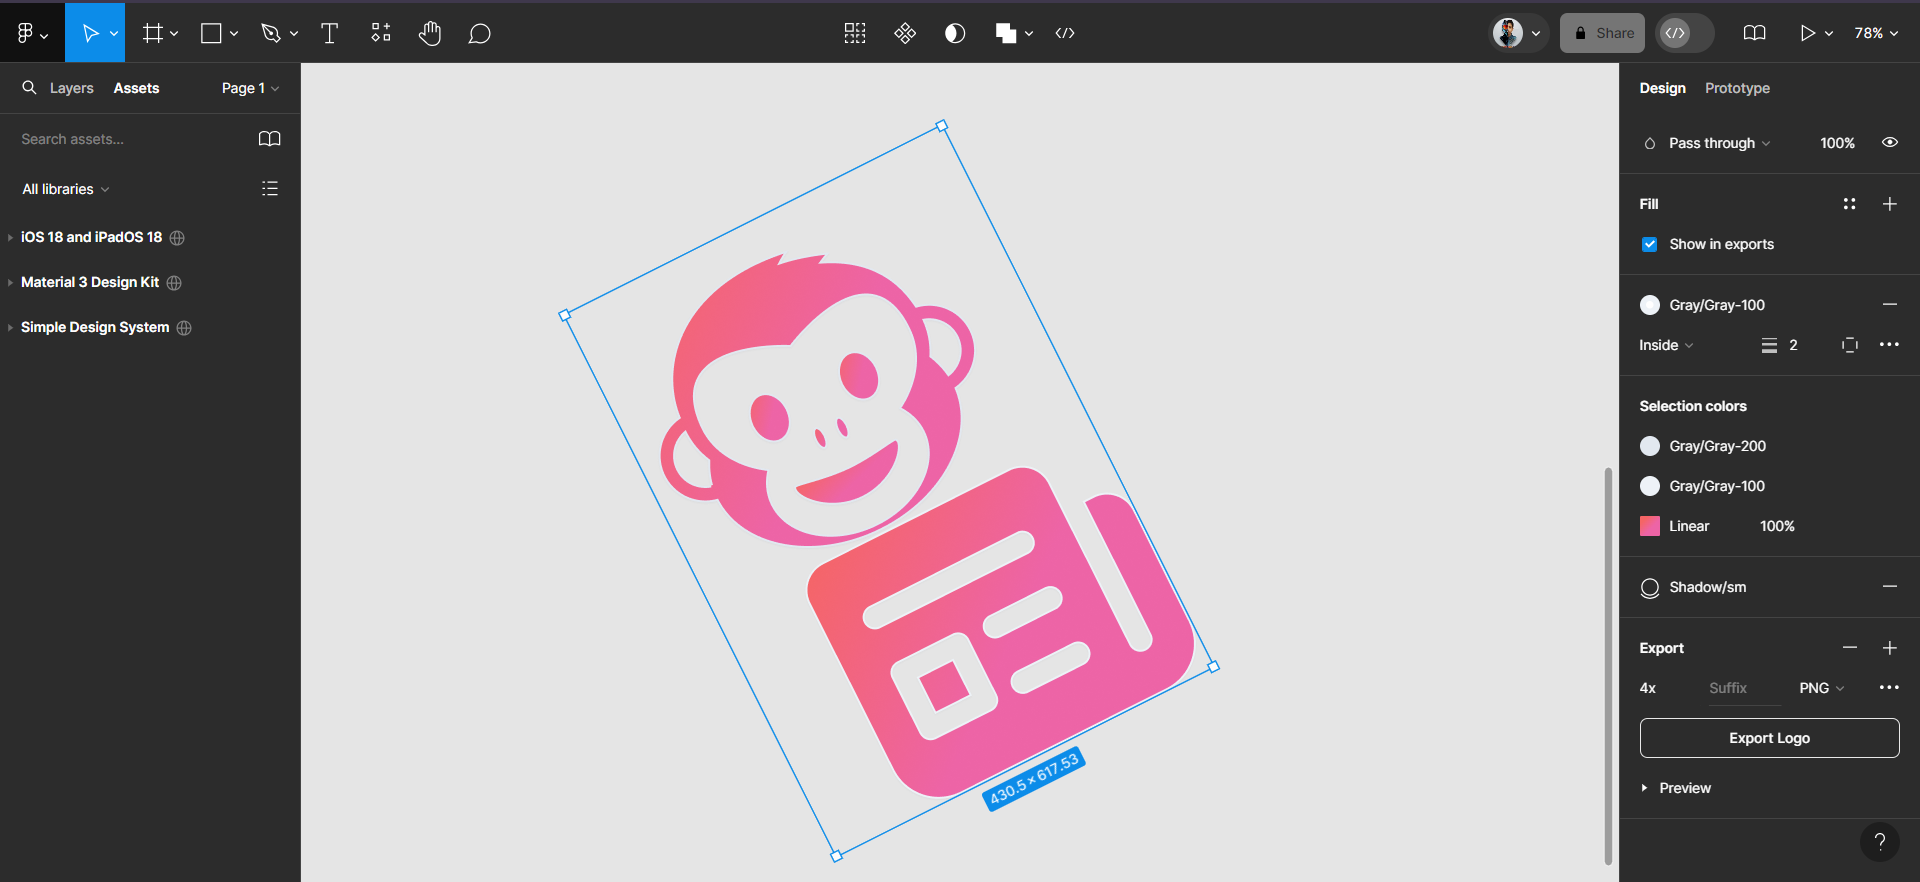 Share
78%
Layers
Assets
Page 1
Search assets...
All libraries
iOS 18 and iPadOS 18
Material 3 Design Kit
Simple Design System
430.5 × 617.53
Design
Prototype
Pass through
100%
Fill
Show in exports
Gray/Gray-100
Inside
2
Selection colors
Gray/Gray-200
Gray/Gray-100
Linear
100%
Shadow/sm
Export
4x
Suffix
PNG
Export Logo
Preview
?